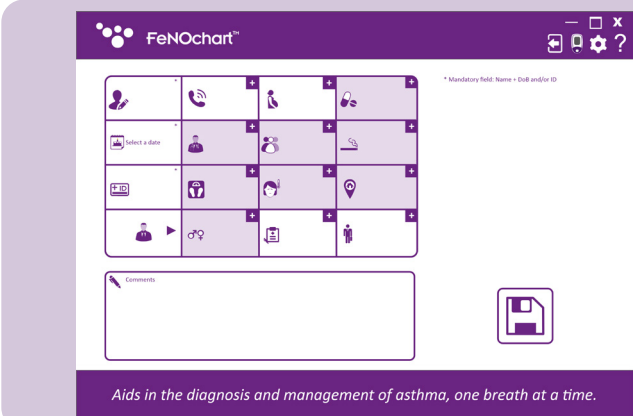 FeNOchart™
* Mandatory field: Name + DoB and/or ID
Select a date
+ ID
Comments
Aids in the diagnosis and management of asthma, one breath at a time.